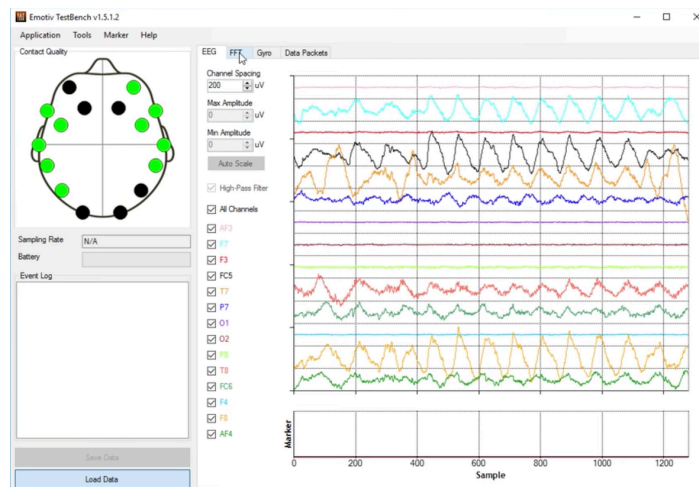 Emotiv TestBench v1.5.1.2
Application Tools Marker Help
Contact Quality
Sampling Rate N/A
Battery
Event Log
Save Data
Load Data
EEG FFT Gyro Data Packets
Channel Spacing
200 uV
Max Amplitude
0 uV
Min Amplitude
0 uV
Auto Scale
High-Pass Filter
All Channels
AF3
F7
F3
FC5
T7
P7
O1
O2
P8
T8
FC6
F4
F8
AF4
Marker
0 200 400 600 800 1000 1200
Sample